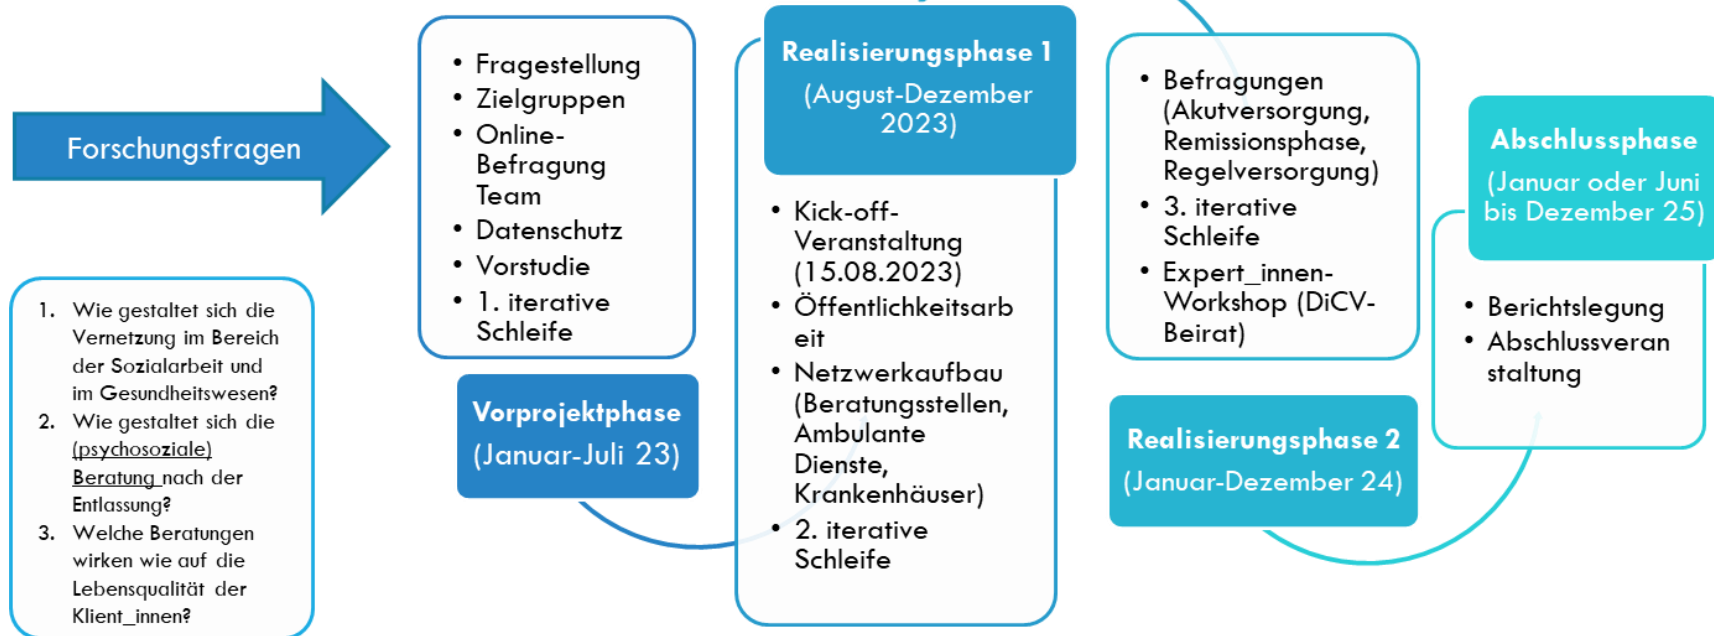 Forschungsfragen
1. Wie gestaltet sich die
Vernetzung im Bereich
der Sozialarbeit und
im Gesundheitswesen?
2. Wie gestaltet sich die
(psychosoziale)
Beratung nach der
Entlassung?
3. Welche Beratungen
wirken wie auf die
Lebensqualität der
Klient_innen?
• Fragestellung
• Zielgruppen
• Online-
Befragung
Team
• Datenschutz
• Vorstudie
• 1. iterative
Schleife
Vorprojektphase
(Januar-Juli 23)
Realisierungsphase 1
(August-Dezember
2023)
• Kick-off-
Veranstaltung
(15.08.2023)
• Öffentlichkeitsarb
eit
• Netzwerkaufbau
(Beratungsstellen,
Ambulante
Dienste,
Krankenhäuser)
• 2. iterative
Schleife
• Befragungen
(Akutversorgung,
Remissionsphase,
Regelversorgung)
• 3. iterative
Schleife
• Expert_innen-
Workshop (DiCV-
Beirat)
Realisierungsphase 2
(Januar-Dezember 24)
Abschlussphase
(Januar oder Juni
bis Dezember 25)
• Berichtslegung
• Abschlussveran
staltung